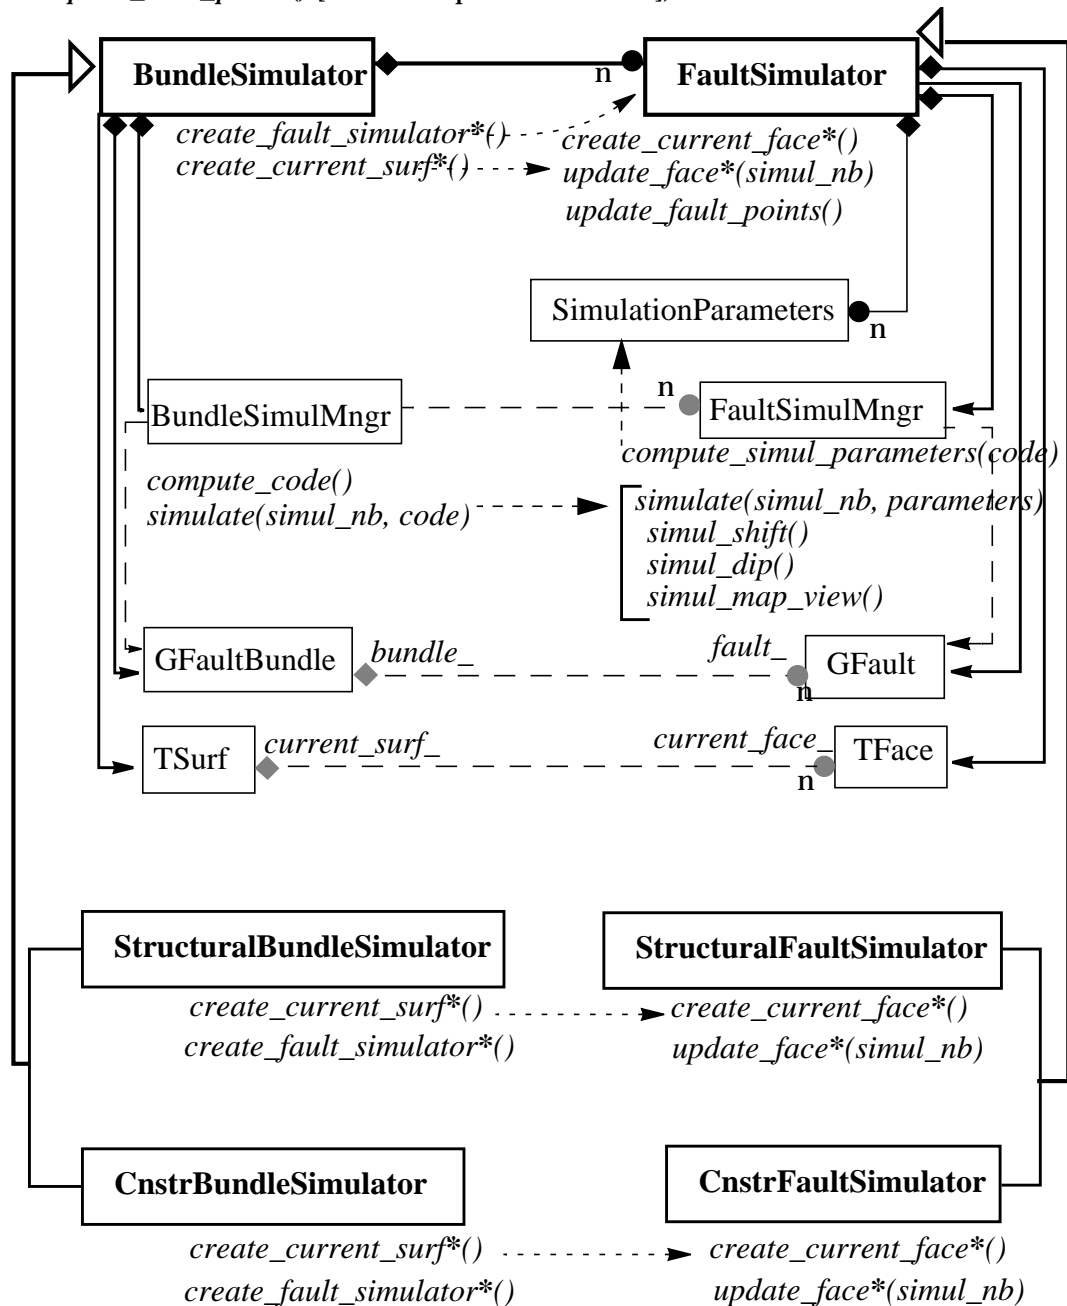 BundleSimulator
n
FaultSimulator
create_fault_simulator*()
create_current_surf*()
create_current_face*()
update_face*(simul_nb)
update_fault_points()
SimulationParameters
n
BundleSimulMngr
n
FaultSimulMngr
compute_simul_parameters(code)
compute_code()
simulate(simul_nb, code)
simulate(simul_nb, parameters)
simul_shift()
simul_dip()
simul_map_view()
GFaultBundle
bundle_
fault_
n
GFault
TSurf
current_surf_
current_face_
n
TFace
StructuralBundleSimulator
StructuralFaultSimulator
create_current_surf*()
create_fault_simulator*()
create_current_face*()
update_face*(simul_nb)
CnstrBundleSimulator
CnstrFaultSimulator
create_current_surf*()
create_fault_simulator*()
create_current_face*()
update_face*(simul_nb)